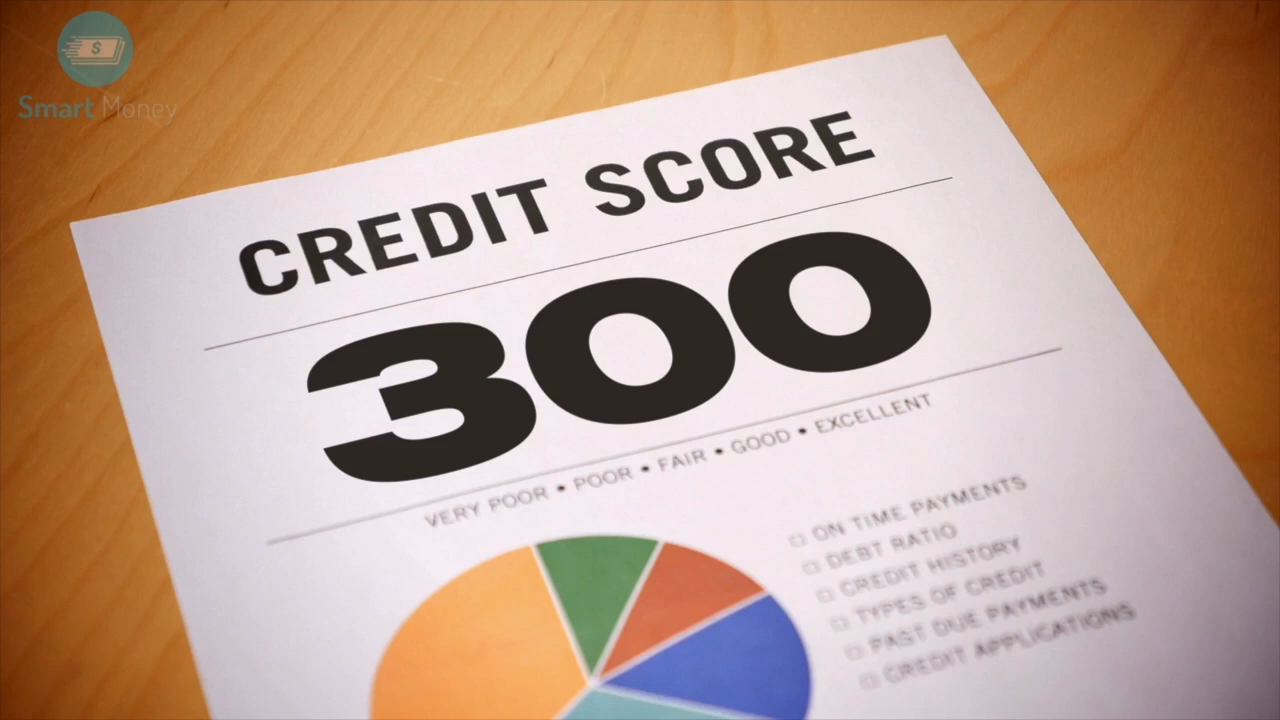 $
Smart Money
CREDIT SCORE
300
VERY POOR • POOR • FAIR • GOOD • EXCELLENT
ON TIME PAYMENTS
DEBT RATIO
CREDIT HISTORY
TYPES OF CREDIT
PAST DUE PAYMENTS
CREDIT APPLICATIONS